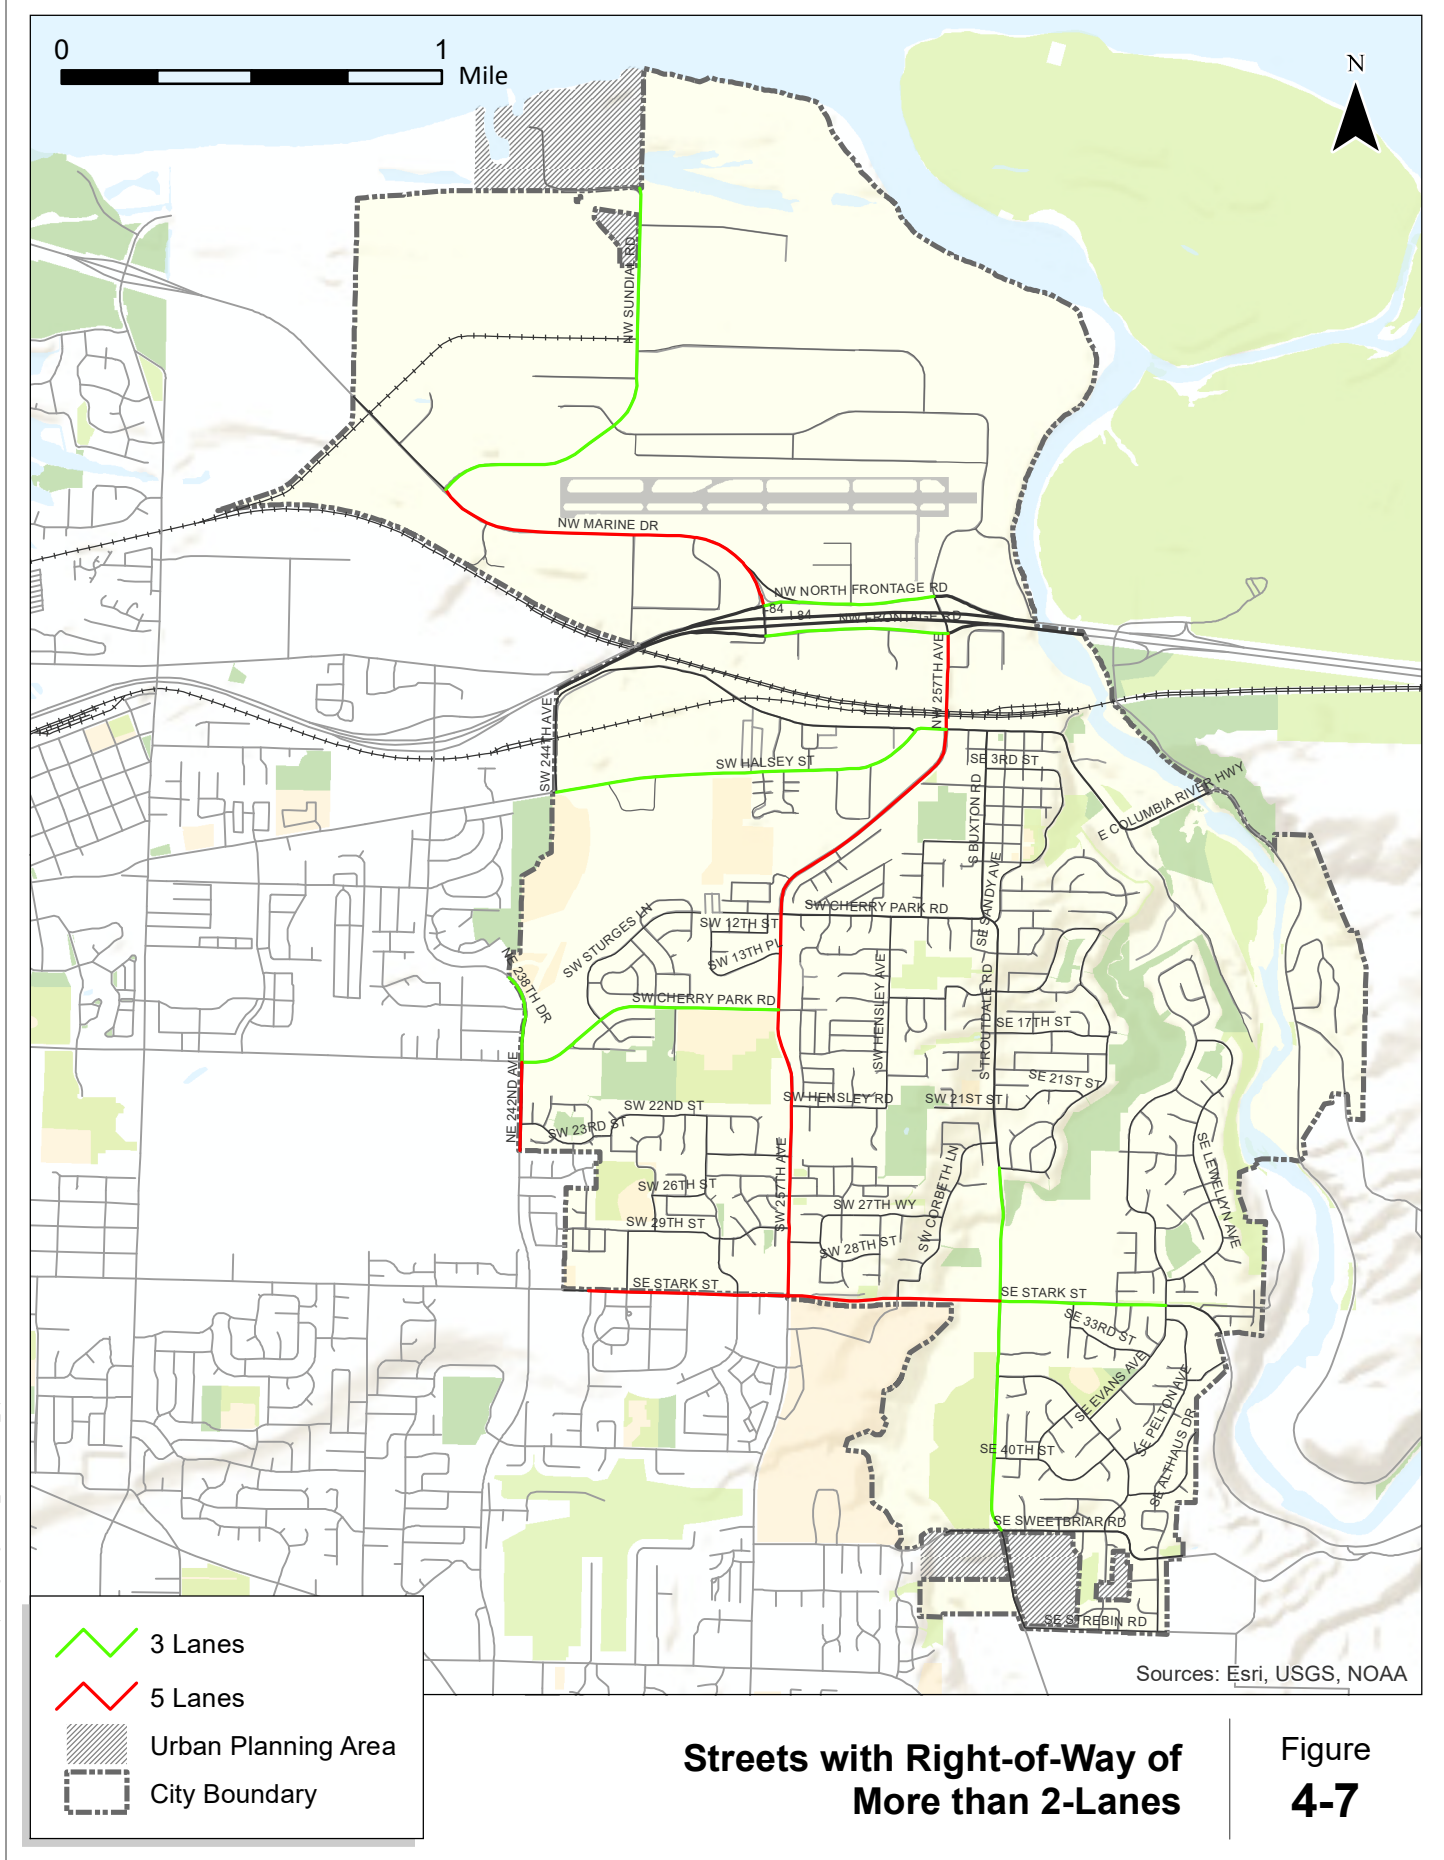 0 1
Mile
N
NW SUNDIAL RD
NW MARINE DR
NW NORTH FRONTAGE RD
I-84
NW FRONTAGE RD
NW 257TH AVE
SW 244TH AVE
SW HALSEY ST
SE 3RD ST
S BUXTON RD
E COLUMBIA RIVER HWY
SE SANDY AVE
SW CHERRY PARK RD
SW 12TH ST
SW STURGES LN
SW 13TH PL
NE 238TH DR
SW CHERRY PARK RD
SW HENSLEY AVE
S TROUTDALE RD
SE 17TH ST
SE 21ST ST
NE 242ND AVE
SW HENSLEY RD
SW 21ST ST
SW 22ND ST
SW 23RD ST
SW 257TH AVE
SW CORBETH LN
SE LEWELLYN AVE
SW 26TH ST
SW 27TH WY
SW 29TH ST
SW 28TH ST
SE STARK ST
SE STARK ST
SE 33RD ST
SE EVANS AVE
SE PELTON AVE
SE ALTHAUS DR
SE 40TH ST
SE SWEETBRIAR RD
SE STREBIN RD
Sources: Esri, USGS, NOAA
3 Lanes
5 Lanes
Urban Planning Area
City Boundary
Streets with Right-of-Way of
More than 2-Lanes
Figure
4-7